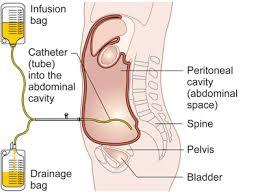 Infusion
bag
Catheter
(tube)
into the
abdominal
cavity
Peritoneal
cavity
(abdominal
space)
Spine
Pelvis
Bladder
Drainage
bag